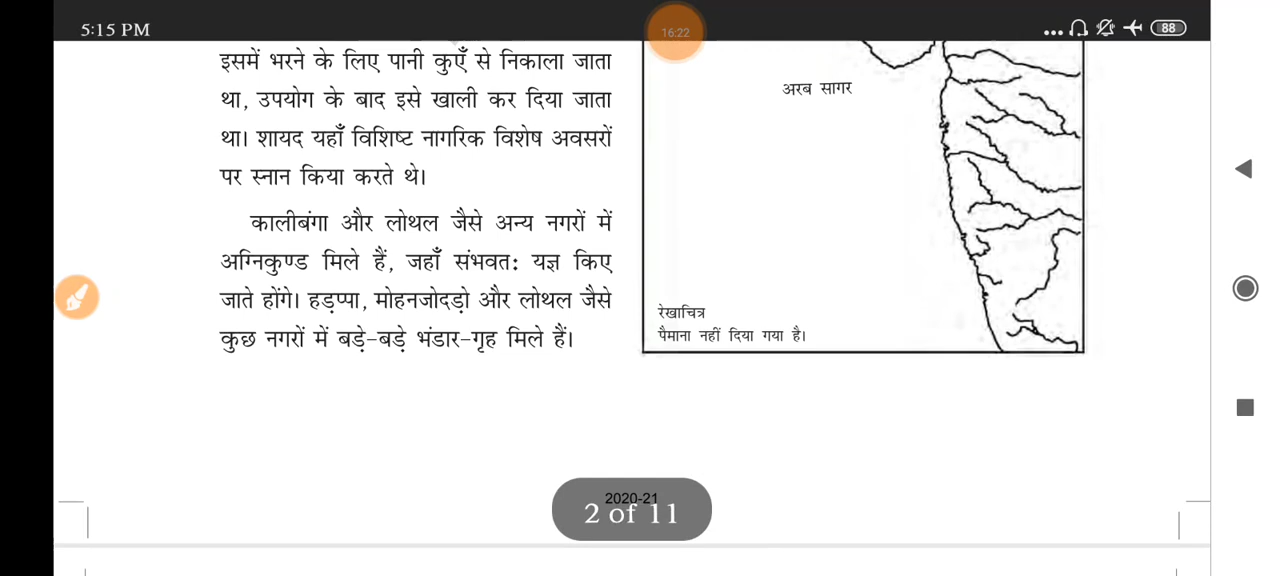 5:15 PM
16:22
88
इसमें भरने के लिए पानी कुएँ से निकाला जाता
था, उपयोग के बाद इसे खाली कर दिया जाता
था। शायद यहाँ विशिष्ट नागरिक विशेष अवसरों
पर स्नान किया करते थे।
कालीबंगा और लोथल जैसे अन्य नगरों में
अग्निकुण्ड मिले हैं, जहाँ संभवतः यज्ञ किए
जाते होंगे। हड़प्पा, मोहनजोदड़ो और लोथल जैसे
कुछ नगरों में बड़े-बड़े भंडार-गृह मिले हैं।
अरब सागर
रेखाचित्र
पैमाना नहीं दिया गया है।
2020-21
2 of 11